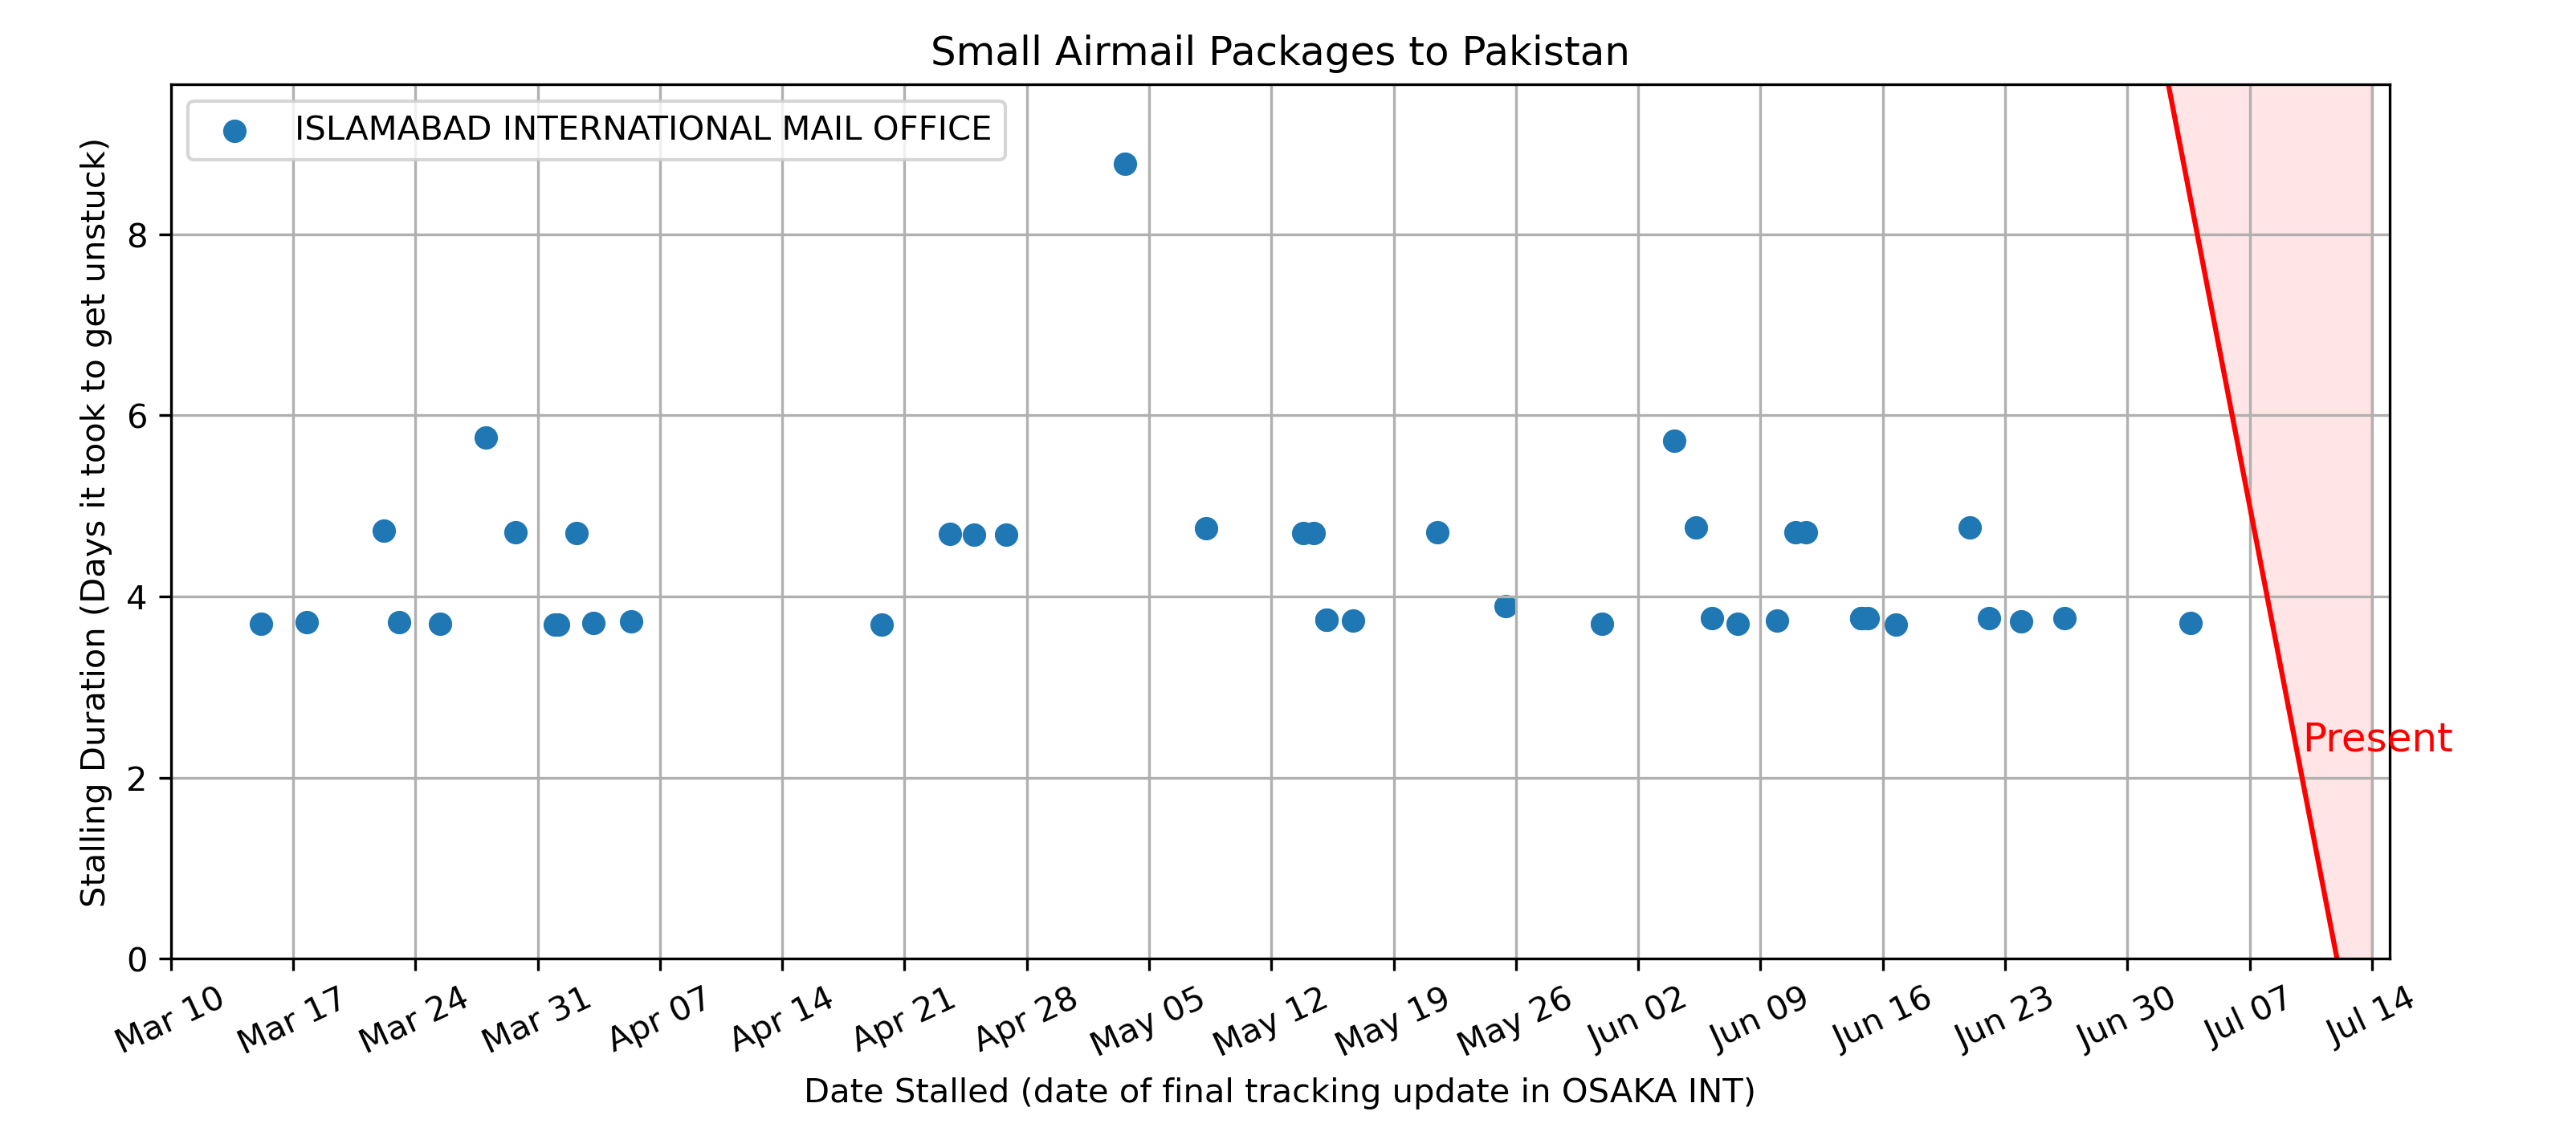 Small Airmail Packages to Pakistan
ISLAMABAD INTERNATIONAL MAIL OFFICE
Stalling Duration (Days it took to get unstuck)
8
6
4
2
0
Present
Mar 10
Mar 17
Mar 24
Mar 31
Apr 07
Apr 14
Apr 21
Apr 28
May 05
May 12
May 19
May 26
Jun 02
Jun 09
Jun 16
Jun 23
Jun 30
Jul 07
Jul 14
Date Stalled (date of final tracking update in OSAKA INT)